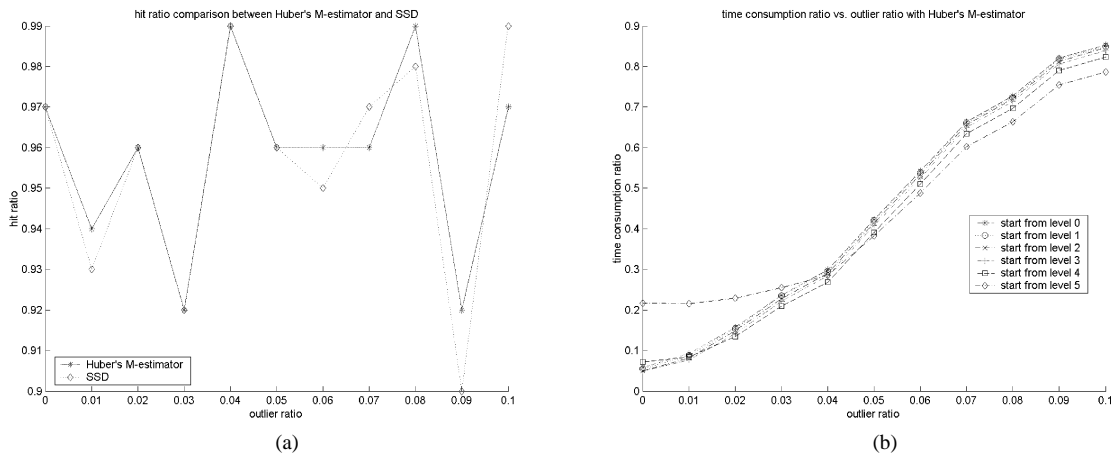 hit ratio comparison between Huber's M-estimator and SSD
0.99
0.98
0.97
0.96
0.95
0.94
0.93
0.92
0.91
0.9
hit ratio
Huber's M-estimator
SSD
0 0.01 0.02 0.03 0.04 0.05 0.06 0.07 0.08 0.09 0.1
outlier ratio
(a)
time consumption ratio vs. outlier ratio with Huber's M-estimator
0.9
0.8
0.7
0.6
0.5
0.4
0.3
0.2
0.1
0
time consumption ratio
start from level 0
start from level 1
start from level 2
start from level 3
start from level 4
start from level 5
0 0.01 0.02 0.03 0.04 0.05 0.06 0.07 0.08 0.09 0.1
outlier ratio
(b)